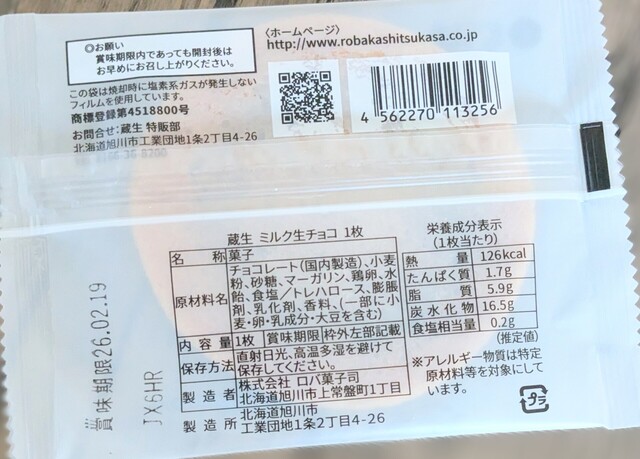 ◎お願い
賞味期限内であっても開封後は
お早めにお召し上がりください。
この袋は焼却時に塩素系ガスが発生しない
フィルムを使用しています。
商標登録第4518800号
お問合せ:蔵生 特販部
北海道旭川市工業団地1条2丁目4-26
〈ホームページ〉
http://www.robakashitsukasa.co.jp
4 562270 113256
蔵生 ミルク生チョコ 1枚
名 称 菓子
原材料名 チョコレート(国内製造)、小麦
粉、砂糖、マーガリン、鶏卵、水
飴、食塩/トレハロース、膨脹
剤、乳化剤、香料、(一部に小
麦・卵・乳成分・大豆を含む)
内 容 量 1枚 賞味期限 枠外左部記載
保存方法 直射日光、高温多湿を避けて
保存してください。
製 造 者 株式会社 ロバ菓子司
北海道旭川市上常盤町1丁目
製 造 所 北海道旭川市
工業団地1条2丁目4-26
栄養成分表示
(1枚当たり)
熱 量 126kcal
たんぱく質 1.7g
脂 質 5.9g
炭水化物 16.5g
食塩相当量 0.2g
(推定値)
※アレルギー物質は特定
原材料等を対象にして
います。
プラ
賞味期限26.02.19
JX6HR